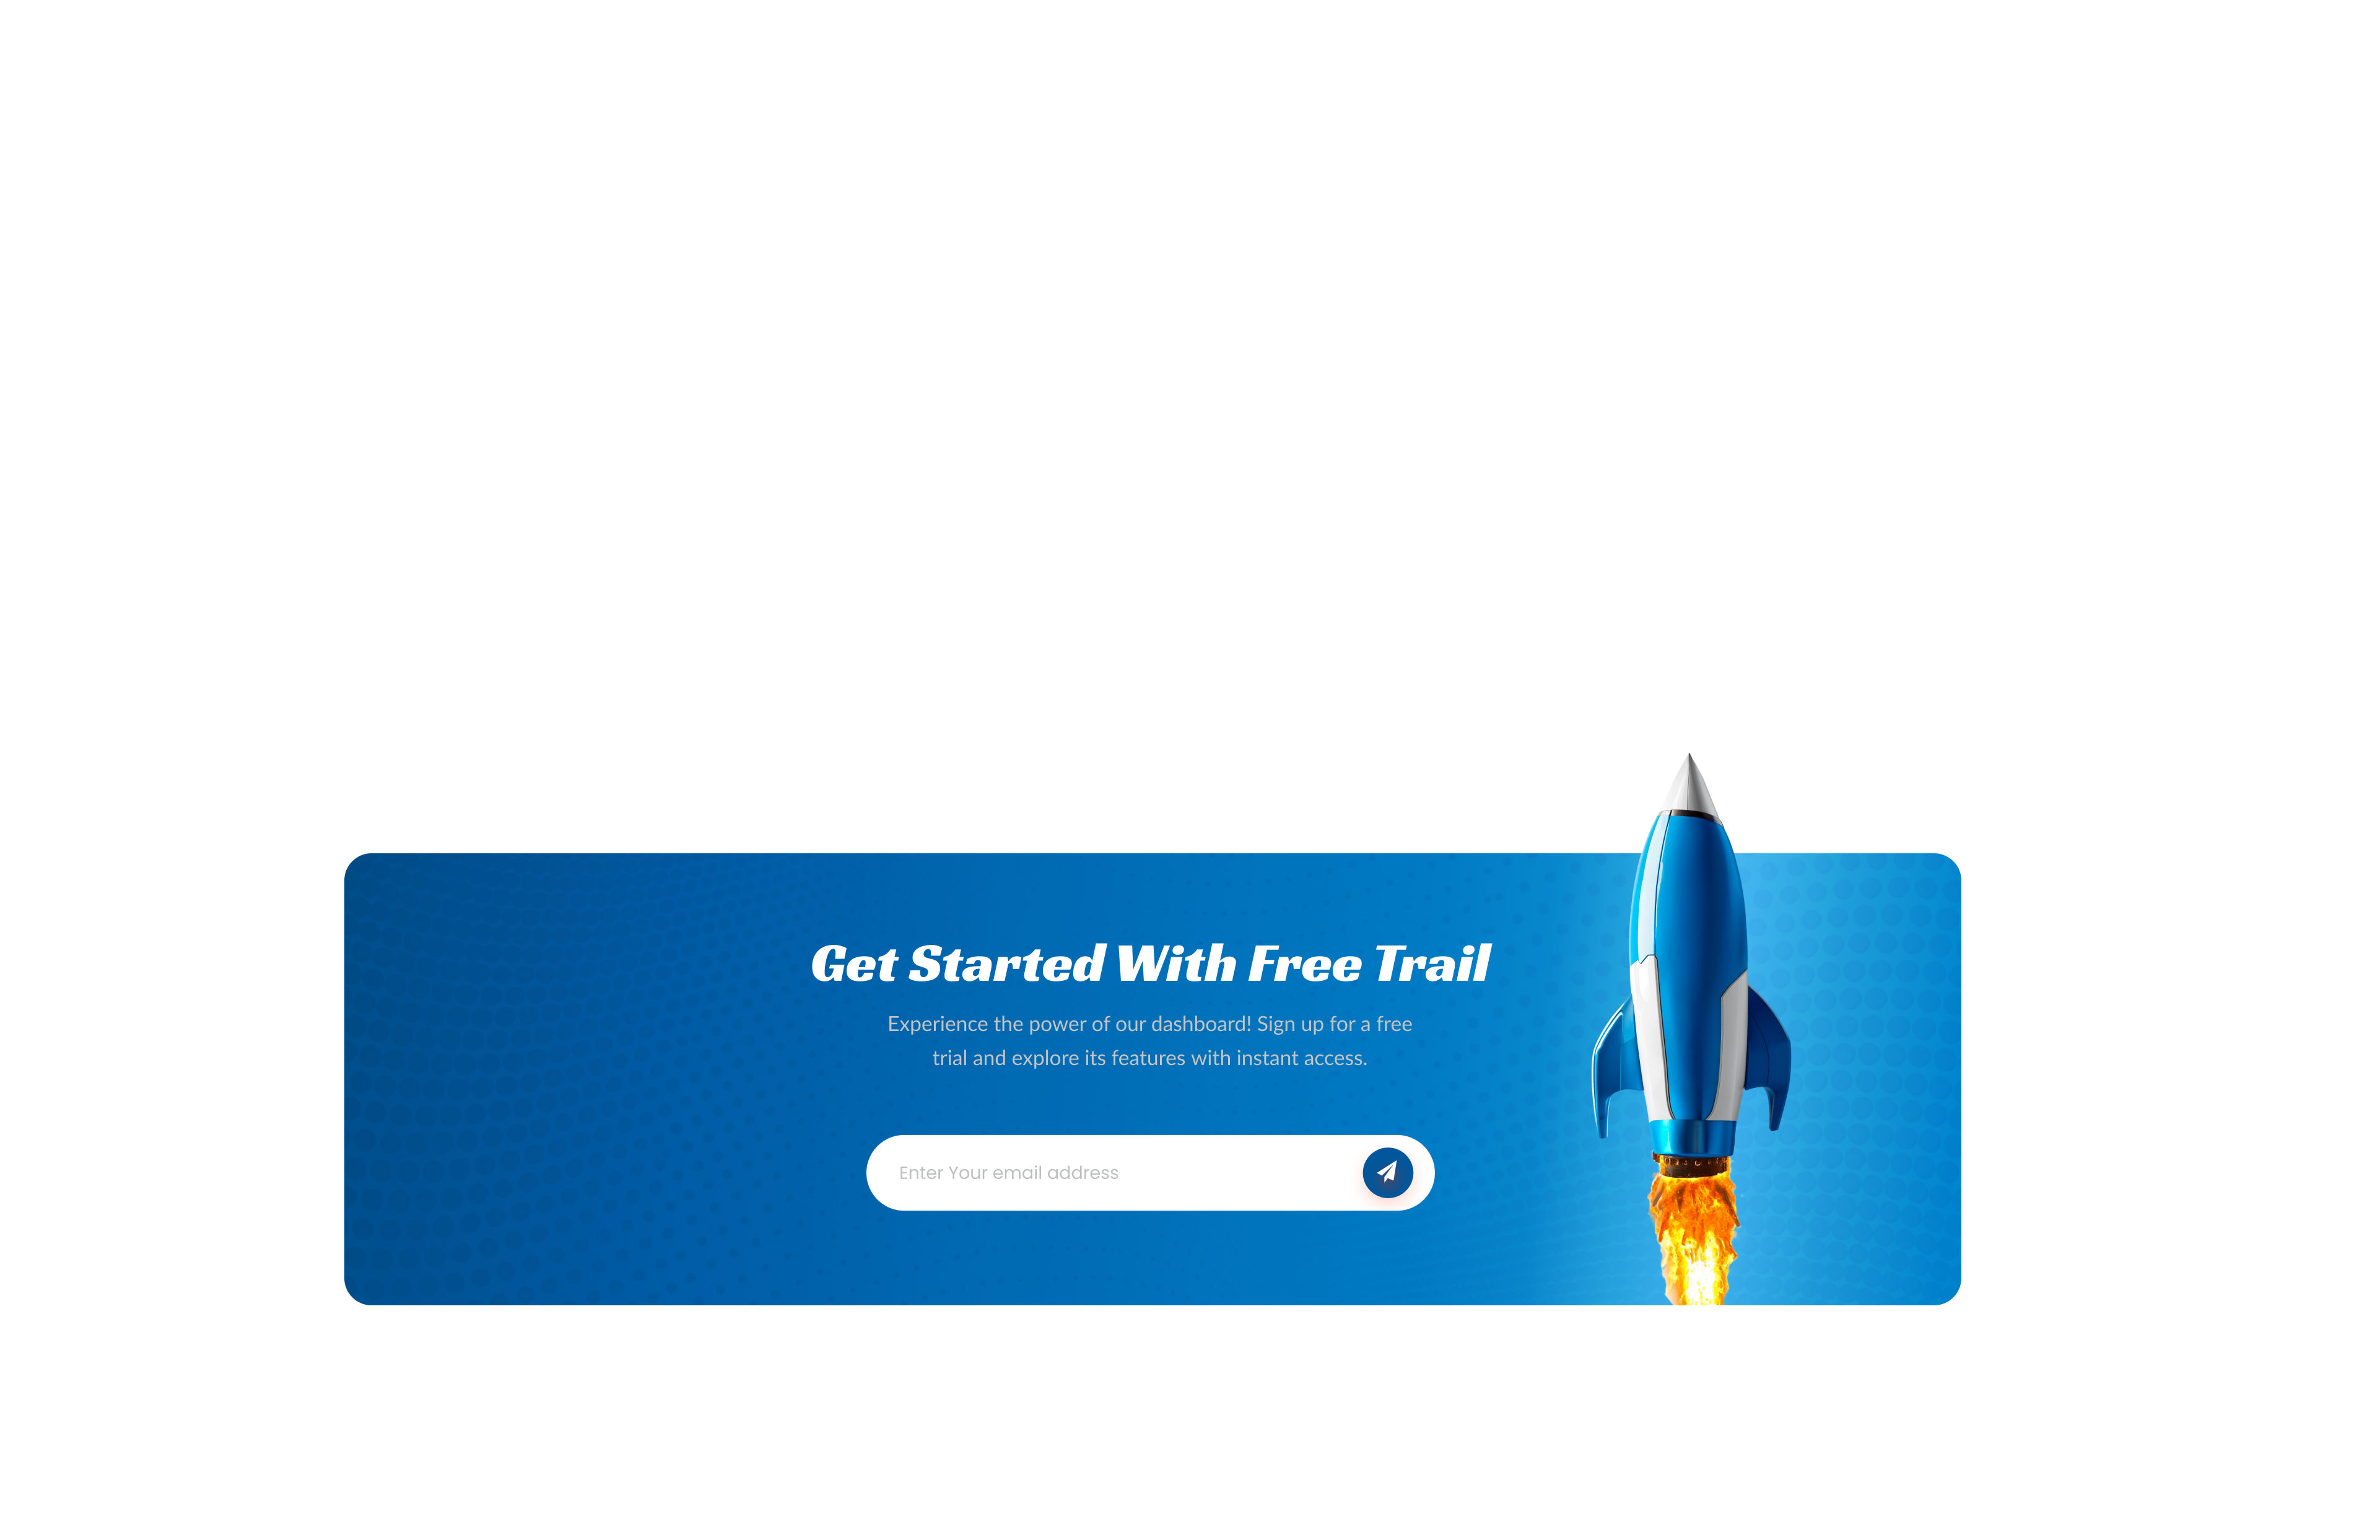 Get Started With Free Trail
Experience the power of our dashboard! Sign up for a free
trial and explore its features with instant access.
Enter Your email address